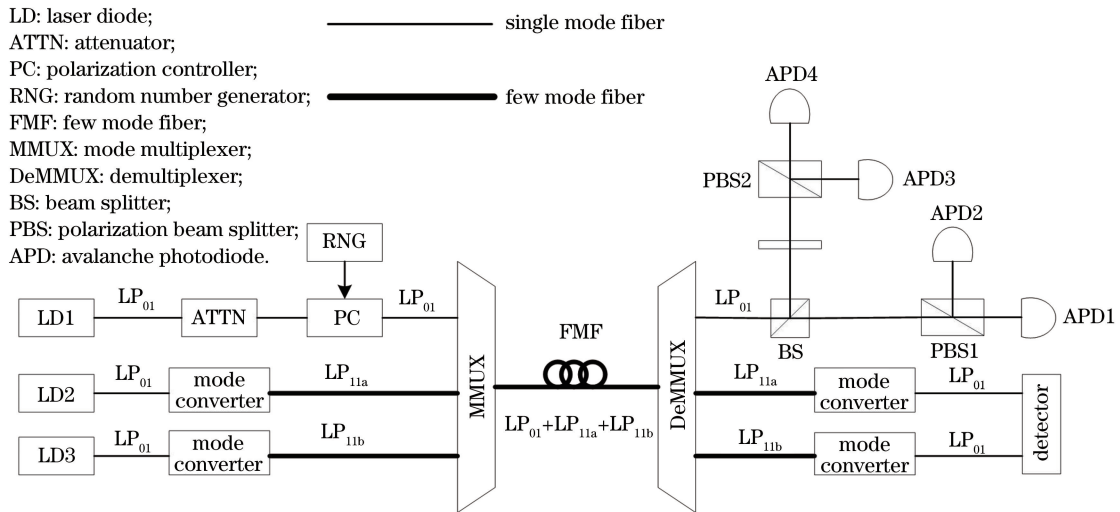 LD: laser diode;
ATTN: attenuator;
PC: polarization controller;
RNG: random number generator;
FMF: few mode fiber;
MMUX: mode multiplexer;
DeMMUX: demultiplexer;
BS: beam splitter;
PBS: polarization beam splitter;
APD: avalanche photodiode.
single mode fiber
few mode fiber
APD4
PBS2
APD3
APD2
RNG
LP01
LP01
LP01
LD1
ATTN
PC
FMF
BS
PBS1
APD1
LD2
LP01
mode
converter
LP11a
MMUX
LP01+LP11a+LP11b
DeMMUX
LP11a
mode
converter
LP01
LD3
LP01
mode
converter
LP11b
LP11b
mode
converter
LP01
detector